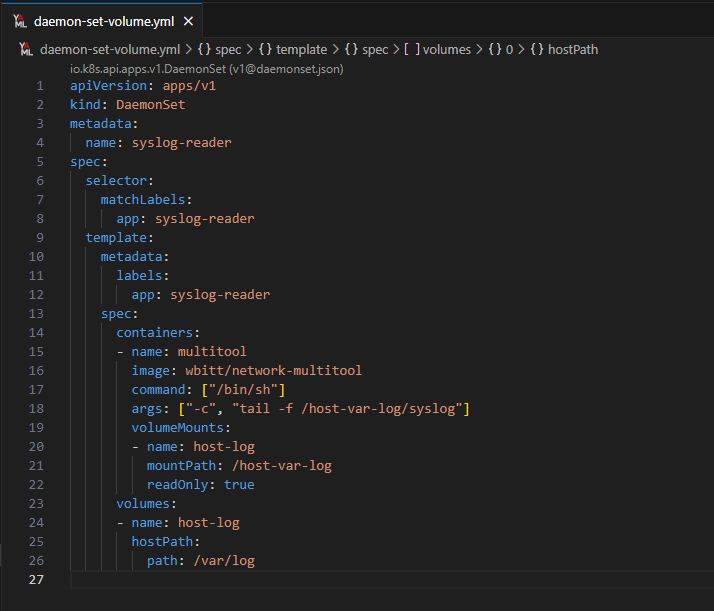 YAML daemon-set-volume.yml ×
YAML daemon-set-volume.yml > {} spec > {} template > {} spec > [ ] volumes > {} 0 > {} hostPath
io.k8s.api.apps.v1.DaemonSet (v1@daemonset.json)
1 apiVersion: apps/v1
2 kind: DaemonSet
3 metadata:
4   name: syslog-reader
5 spec:
6   selector:
7     matchLabels:
8       app: syslog-reader
9   template:
10     metadata:
11       labels:
12         app: syslog-reader
13     spec:
14       containers:
15       - name: multitool
16         image: wbitt/network-multitool
17         command: ["/bin/sh"]
18         args: ["-c", "tail -f /host-var-log/syslog"]
19         volumeMounts:
20         - name: host-log
21           mountPath: /host-var-log
22           readOnly: true
23       volumes:
24       - name: host-log
25         hostPath:
26           path: /var/log
27